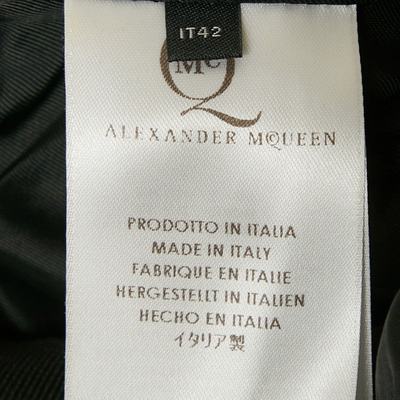 IT42
McQ
ALEXANDER McQUEEN
PRODOTTO IN ITALIA
MADE IN ITALY
FABRIQUE EN ITALIE
HERGESTELLT IN ITALIEN
HECHO EN ITALIA
イタリア製